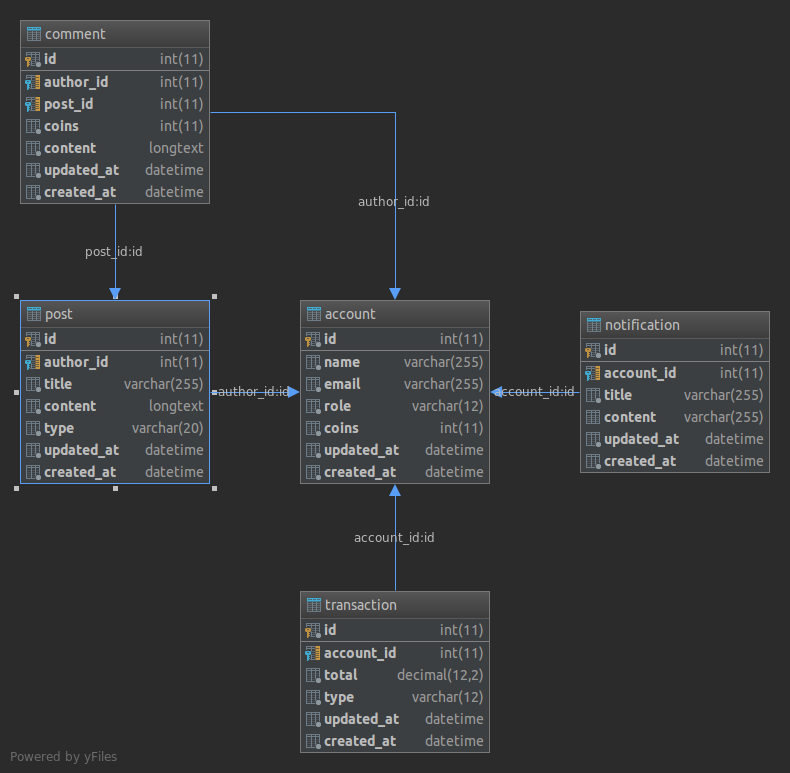 comment
id int(11)
author_id int(11)
post_id int(11)
coins int(11)
content longtext
updated_at datetime
created_at datetime
author_id:id
post_id:id
post
id int(11)
author_id int(11)
title varchar(255)
content longtext
type varchar(20)
updated_at datetime
created_at datetime
author_id:id
account
id int(11)
name varchar(255)
email varchar(255)
role varchar(12)
coins int(11)
updated_at datetime
created_at datetime
account_id:id
notification
id int(11)
account_id int(11)
title varchar(255)
content varchar(255)
updated_at datetime
created_at datetime
account_id:id
transaction
id int(11)
account_id int(11)
total decimal(12,2)
type varchar(12)
updated_at datetime
created_at datetime
Powered by yFiles